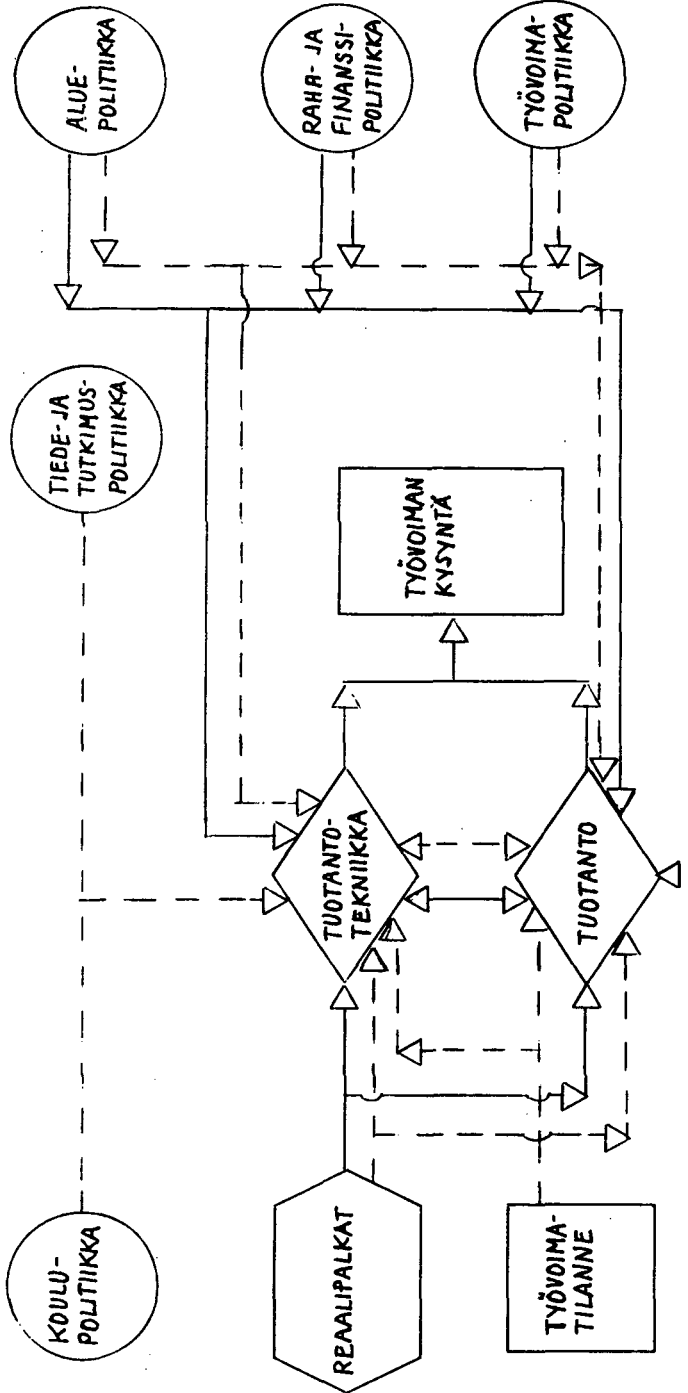 KOULU-
POLITIIKKA
TIEDE- JA
TUTKIMUS-
POLITIIKKA
ALUE-
POLITIIKKA
REAALIPALKAT
TUOTANTO-
TEKNIIKKA
TYÖVOIMAN
KYSYNTÄ
RAHA- JA
FINANSSI-
POLITIIKKA
TYÖVOIMA-
TILANNE
TUOTANTO
TYÖVOIMA-
POLITIIKKA